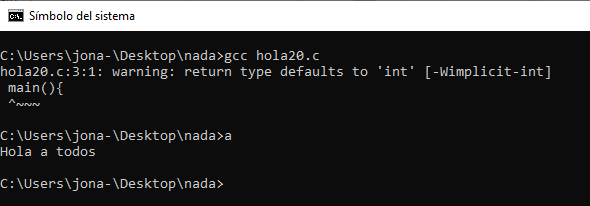 Símbolo del sistema
C:\Users\jona-\Desktop\nada>gcc hola20.c
hola20.c:3:1: warning: return type defaults to 'int' [-Wimplicit-int]
 main(){
 ^~~~
C:\Users\jona-\Desktop\nada>a
Hola a todos
C:\Users\jona-\Desktop\nada>